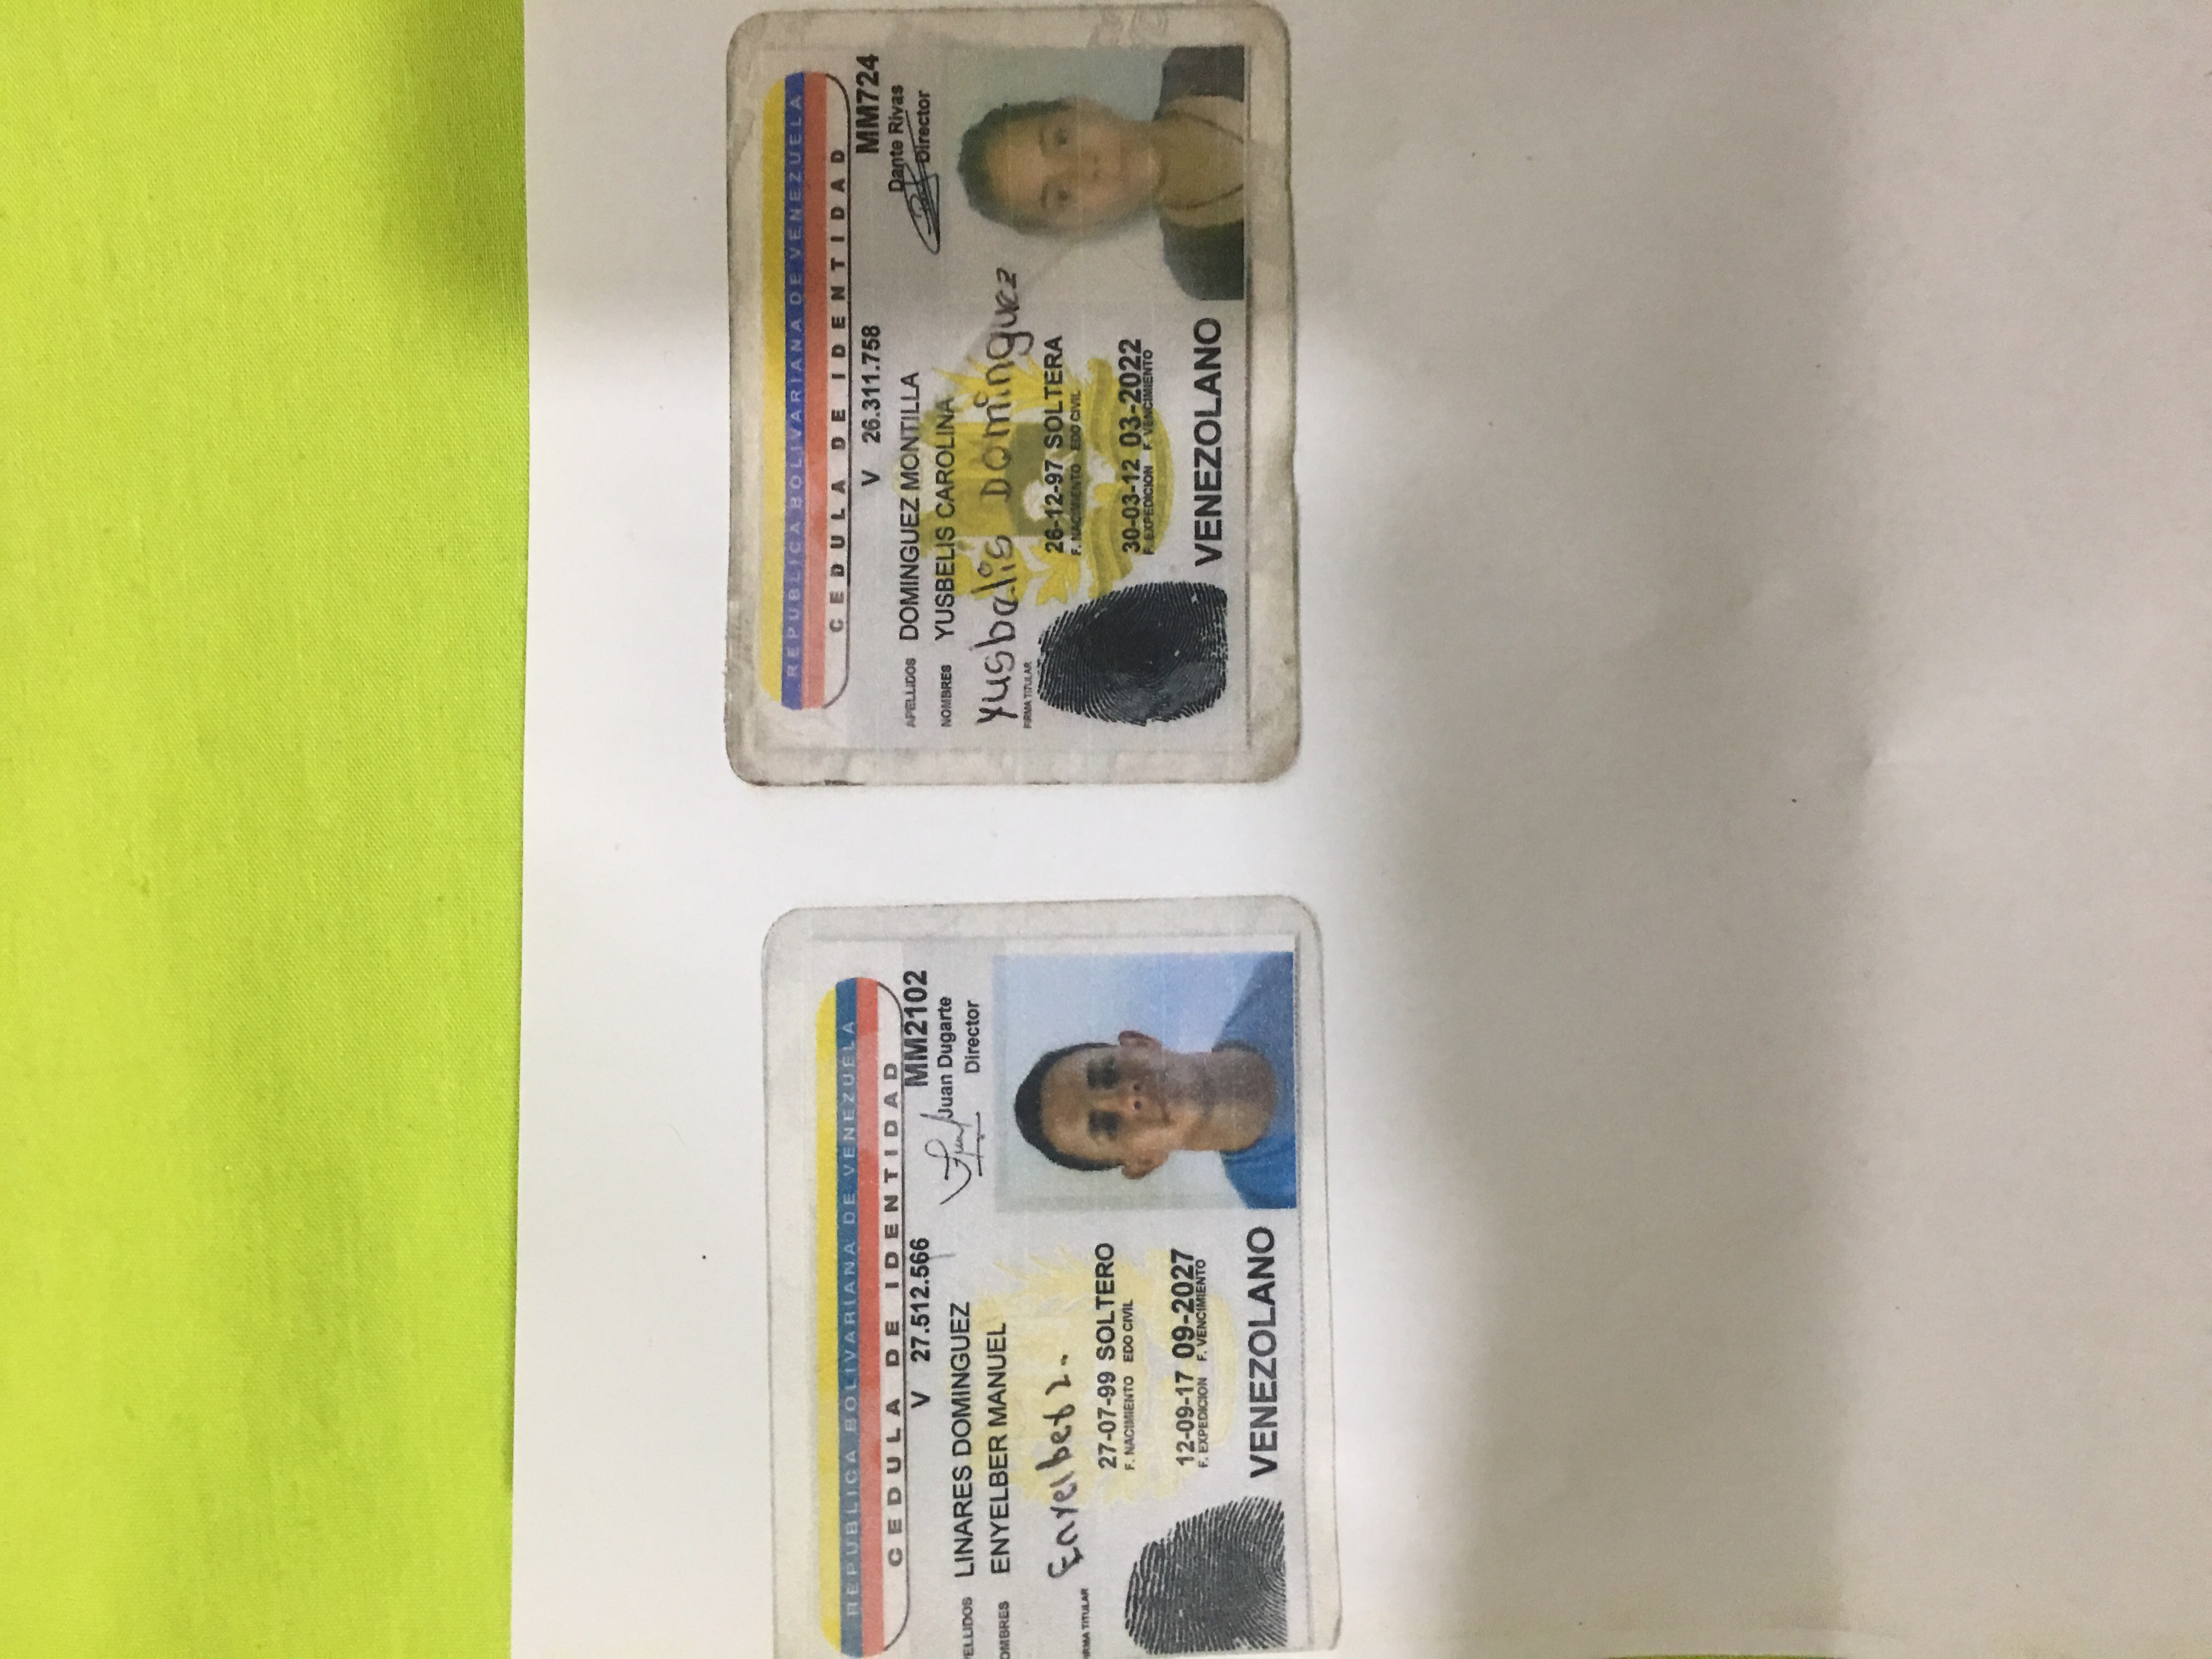 REPUBLICA BOLIVARIANA DE VENEZUELA
CEDULA DE IDENTIDAD
V 27.512.566 MM2102
Juan Dugarte
Director
ELLIDOS LINARES DOMINGUEZ
OMBRES ENYELBER MANUEL
Enyelber L.
FIRMA TITULAR
27-07-99 SOLTERO
F. NACIMIENTO EDO CIVIL
12-09-17 09-2027
F. EXPEDICION F. VENCIMIENTO
VENEZOLANO
REPUBLICA BOLIVARIANA DE VENEZUELA
CEDULA DE IDENTIDAD
V 26.311.758 MM724
Dante Rivas
Director
APELLIDOS DOMINGUEZ MONTILLA
NOMBRES YUSBELIS CAROLINA
Yusbelis Dominguez
FIRMA TITULAR
26-12-97 SOLTERA
F. NACIMIENTO EDO CIVIL
30-03-12 03-2022
F. EXPEDICION F. VENCIMIENTO
VENEZOLANO